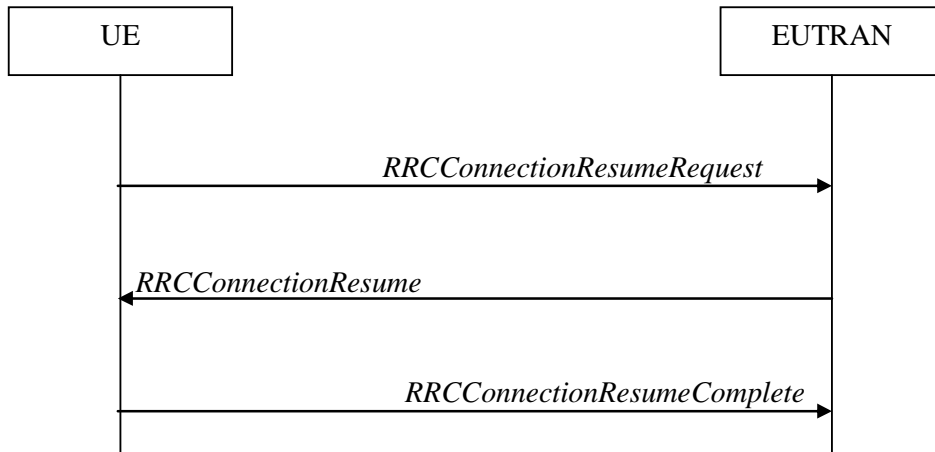 UE
EUTRAN
RRCConnectionResumeRequest
RRCConnectionResume
RRCConnectionResumeComplete